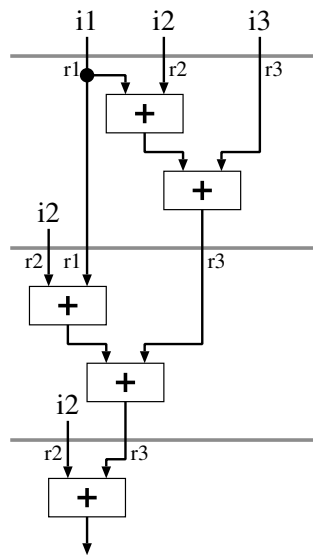 i1 i2 i3
r1 r2 r3
+
+
i2
r2 r1 r3
+
+
i2
r2 r3
+